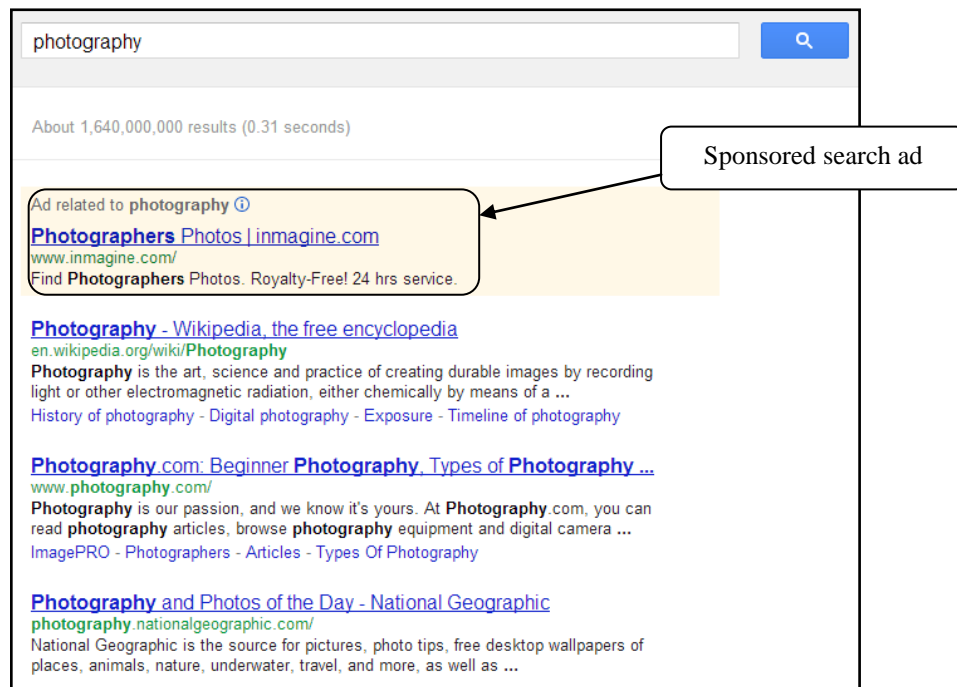 photography
About 1,640,000,000 results (0.31 seconds)
Sponsored search ad
Ad related to photography
Photographers Photos | inmagine.com
www.inmagine.com/
Find Photographers Photos. Royalty-Free! 24 hrs service.
Photography - Wikipedia, the free encyclopedia
en.wikipedia.org/wiki/Photography
Photography is the art, science and practice of creating durable images by recording
light or other electromagnetic radiation, either chemically by means of a ...
History of photography - Digital photography - Exposure - Timeline of photography
Photography.com: Beginner Photography, Types of Photography ...
www.photography.com/
Photography is our passion, and we know it's yours. At Photography.com, you can
read photography articles, browse photography equipment and digital camera ...
ImagePRO - Photographers - Articles - Types Of Photography
Photography and Photos of the Day - National Geographic
photography.nationalgeographic.com/
National Geographic is the source for pictures, photo tips, free desktop wallpapers of
places, animals, nature, underwater, travel, and more, as well as ...